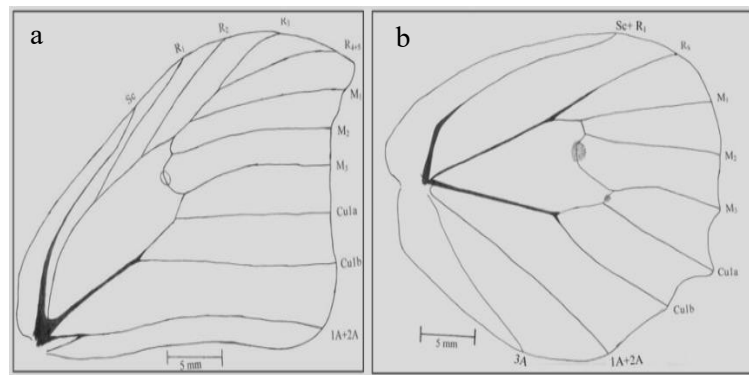 a
Sc
R₁
R₂
R₃
R₄₊₅
M₁
M₂
M₃
Cu1a
Cu1b
1A+2A
5 mm
b
Sc+ R₁
Rs
M₁
M₂
M₃
Cu1a
Cu1b
1A+2A
3A
5 mm